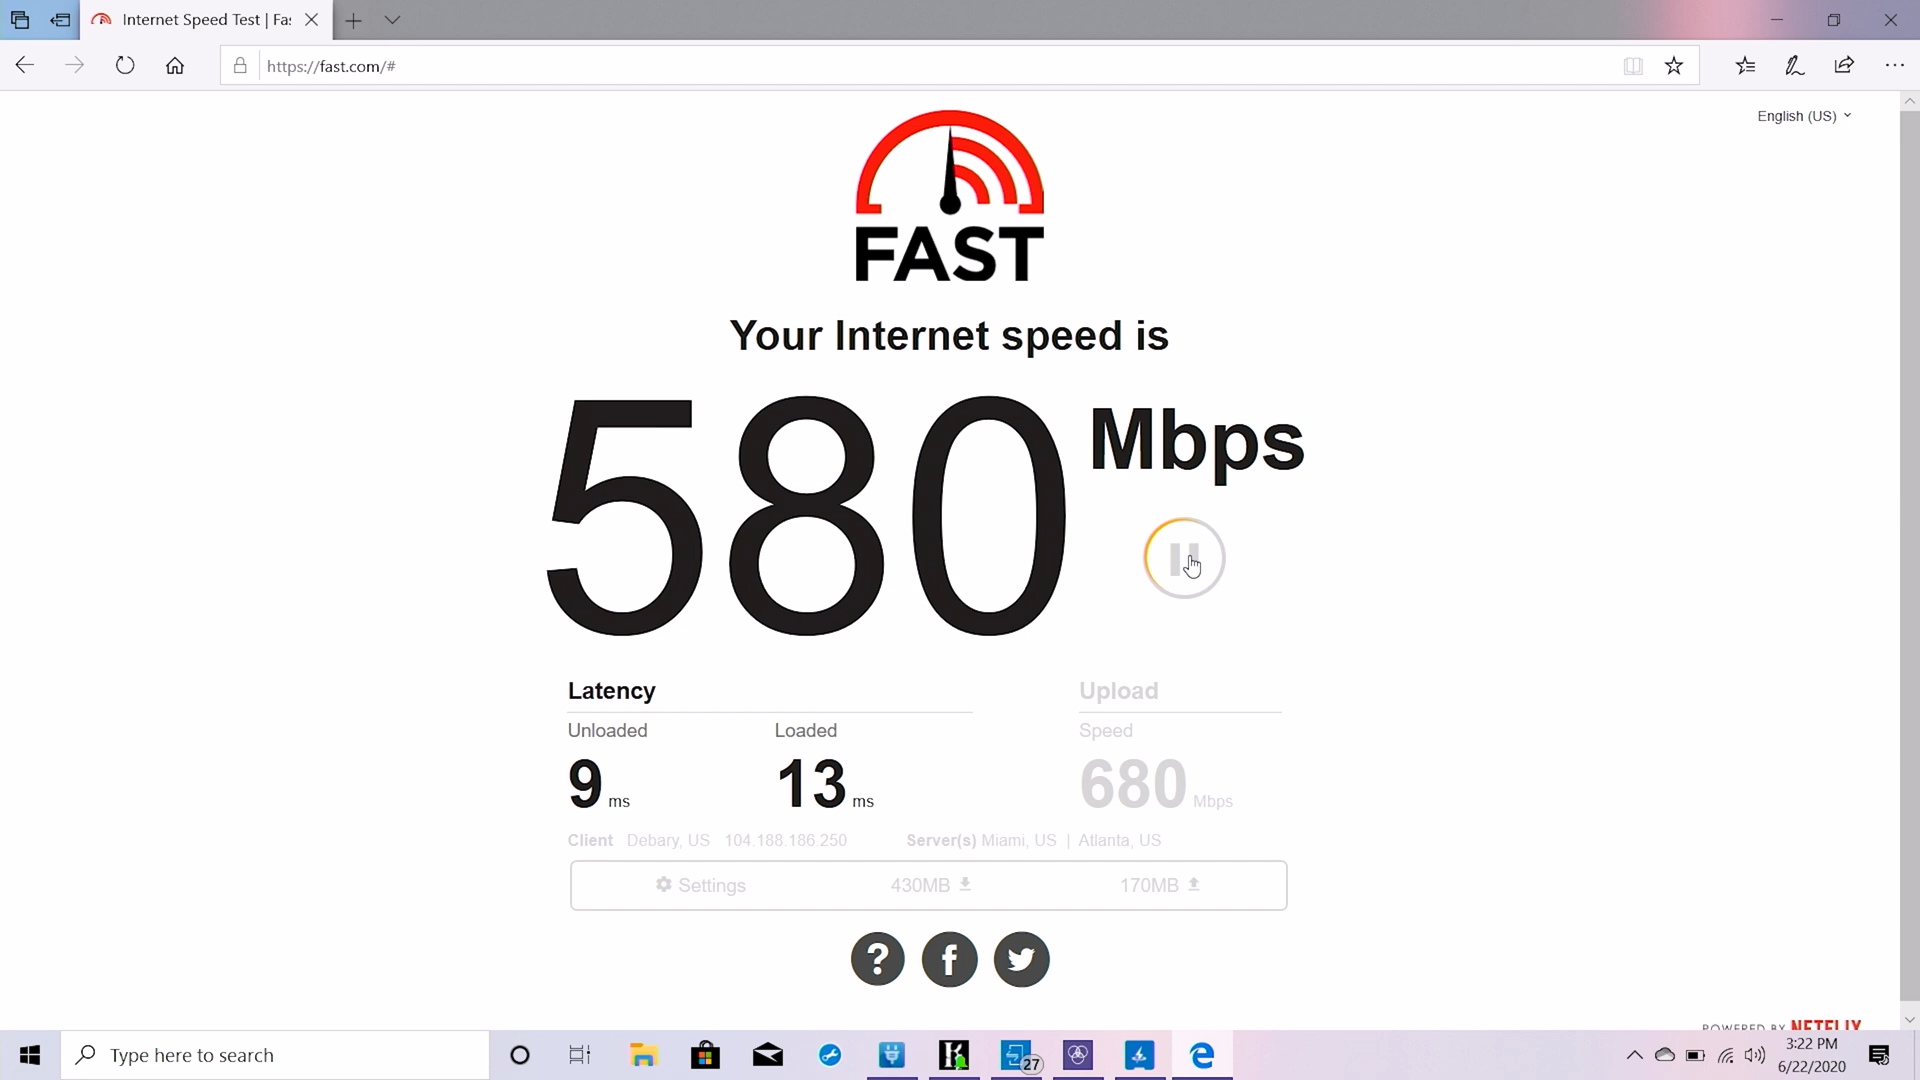 Internet Speed Test | Fas
https://fast.com/#
English (US)
FAST
Your Internet speed is
580 Mbps
Latency
Upload
Unloaded
Loaded
Speed
9 ms
13 ms
680 Mbps
Client Debary, US 104.188.186.250 Server(s) Miami, US | Atlanta, US
Settings 430MB 170MB
POWERED BY NETFLIX
Type here to search
27
3:22 PM
6/22/2020